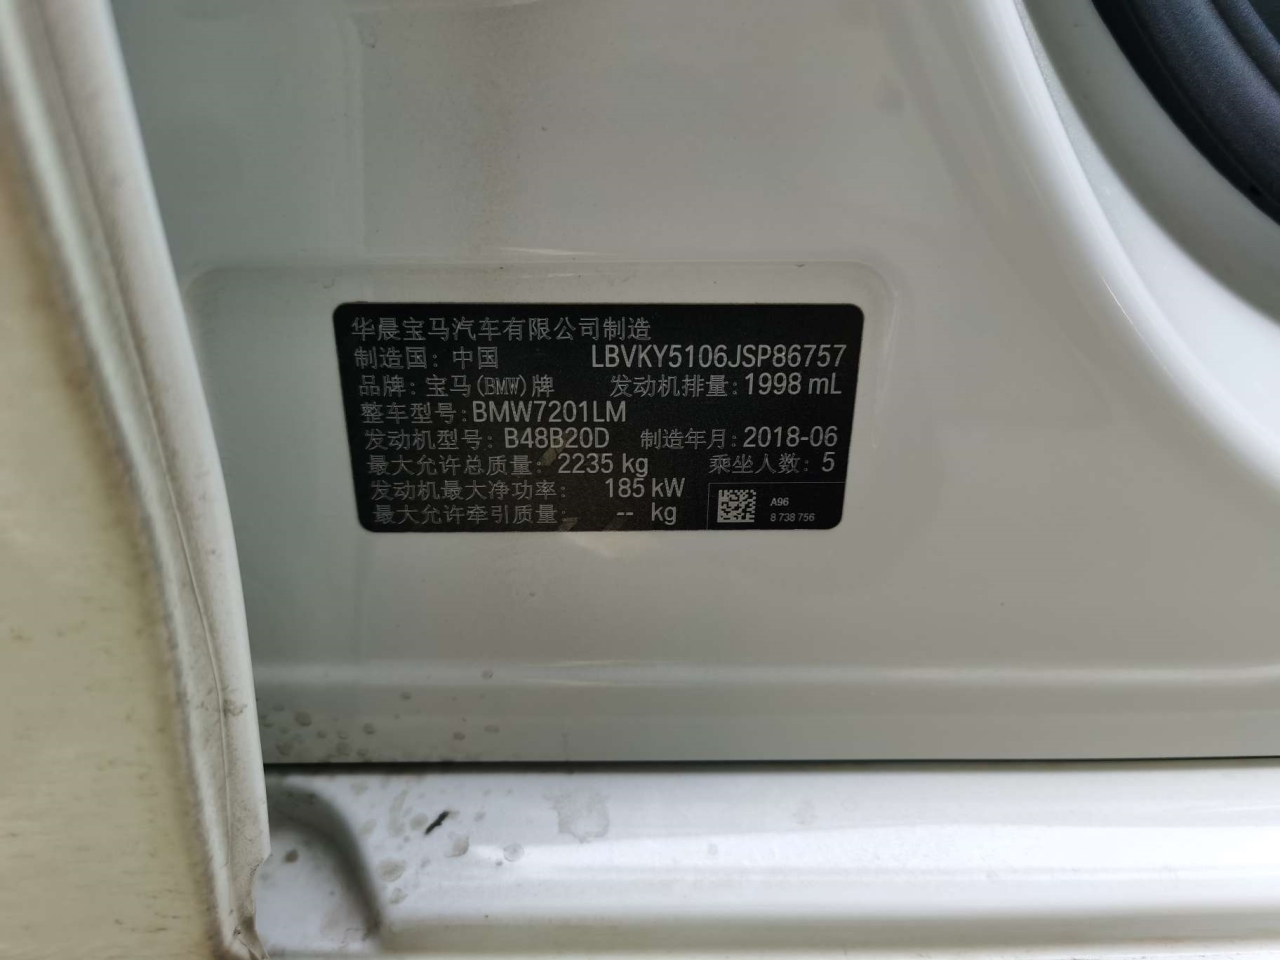 华晨宝马汽车有限公司制造
制造国: 中国 LBVKY5106JSP86757
品牌: 宝马(BMW)牌 发动机排量: 1998 mL
整车型号: BMW7201LM
发动机型号: B48B20D 制造年月: 2018-06
最大允许总质量: 2235 kg 乘坐人数: 5
发动机最大净功率: 185 kW
最大允许牵引质量: -- kg
A96
8 738 756